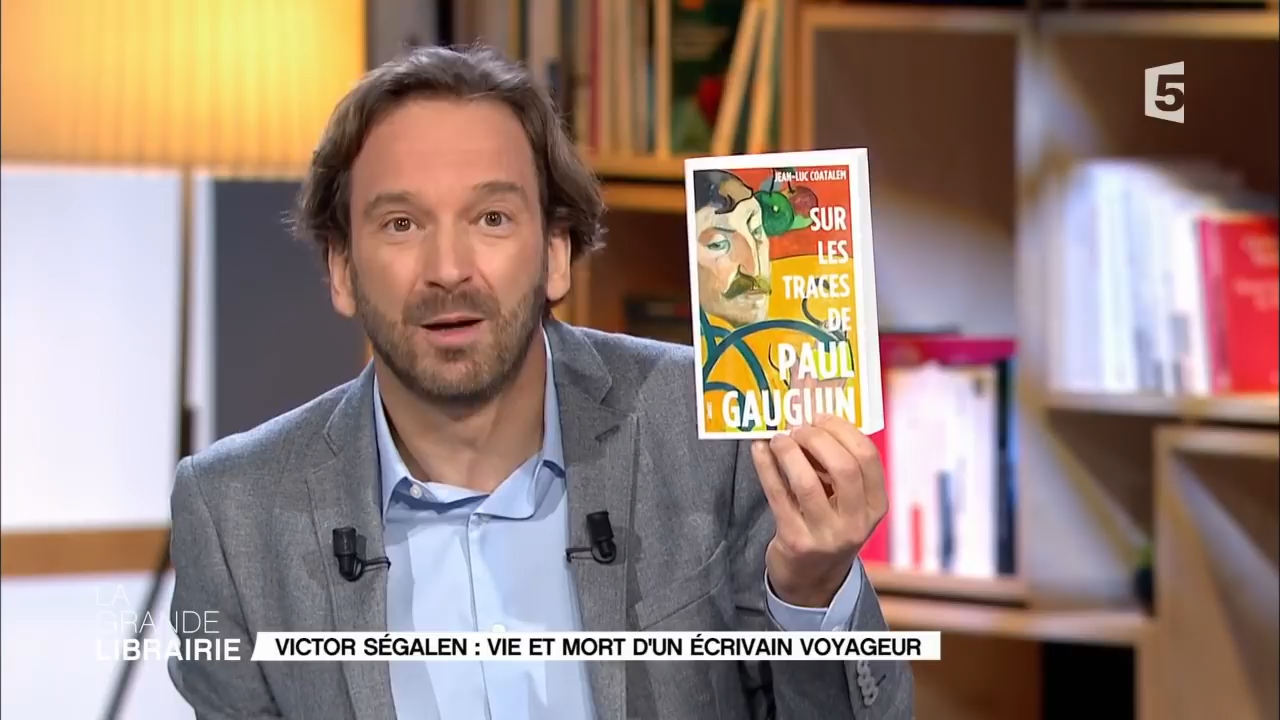 5
JEAN-LUC COATALEM
SUR
LES
TRACES
DE
PAUL
GAUGUIN
LA
GRANDE
LIBRAIRIE
VICTOR SÉGALEN : VIE ET MORT D'UN ÉCRIVAIN VOYAGEUR